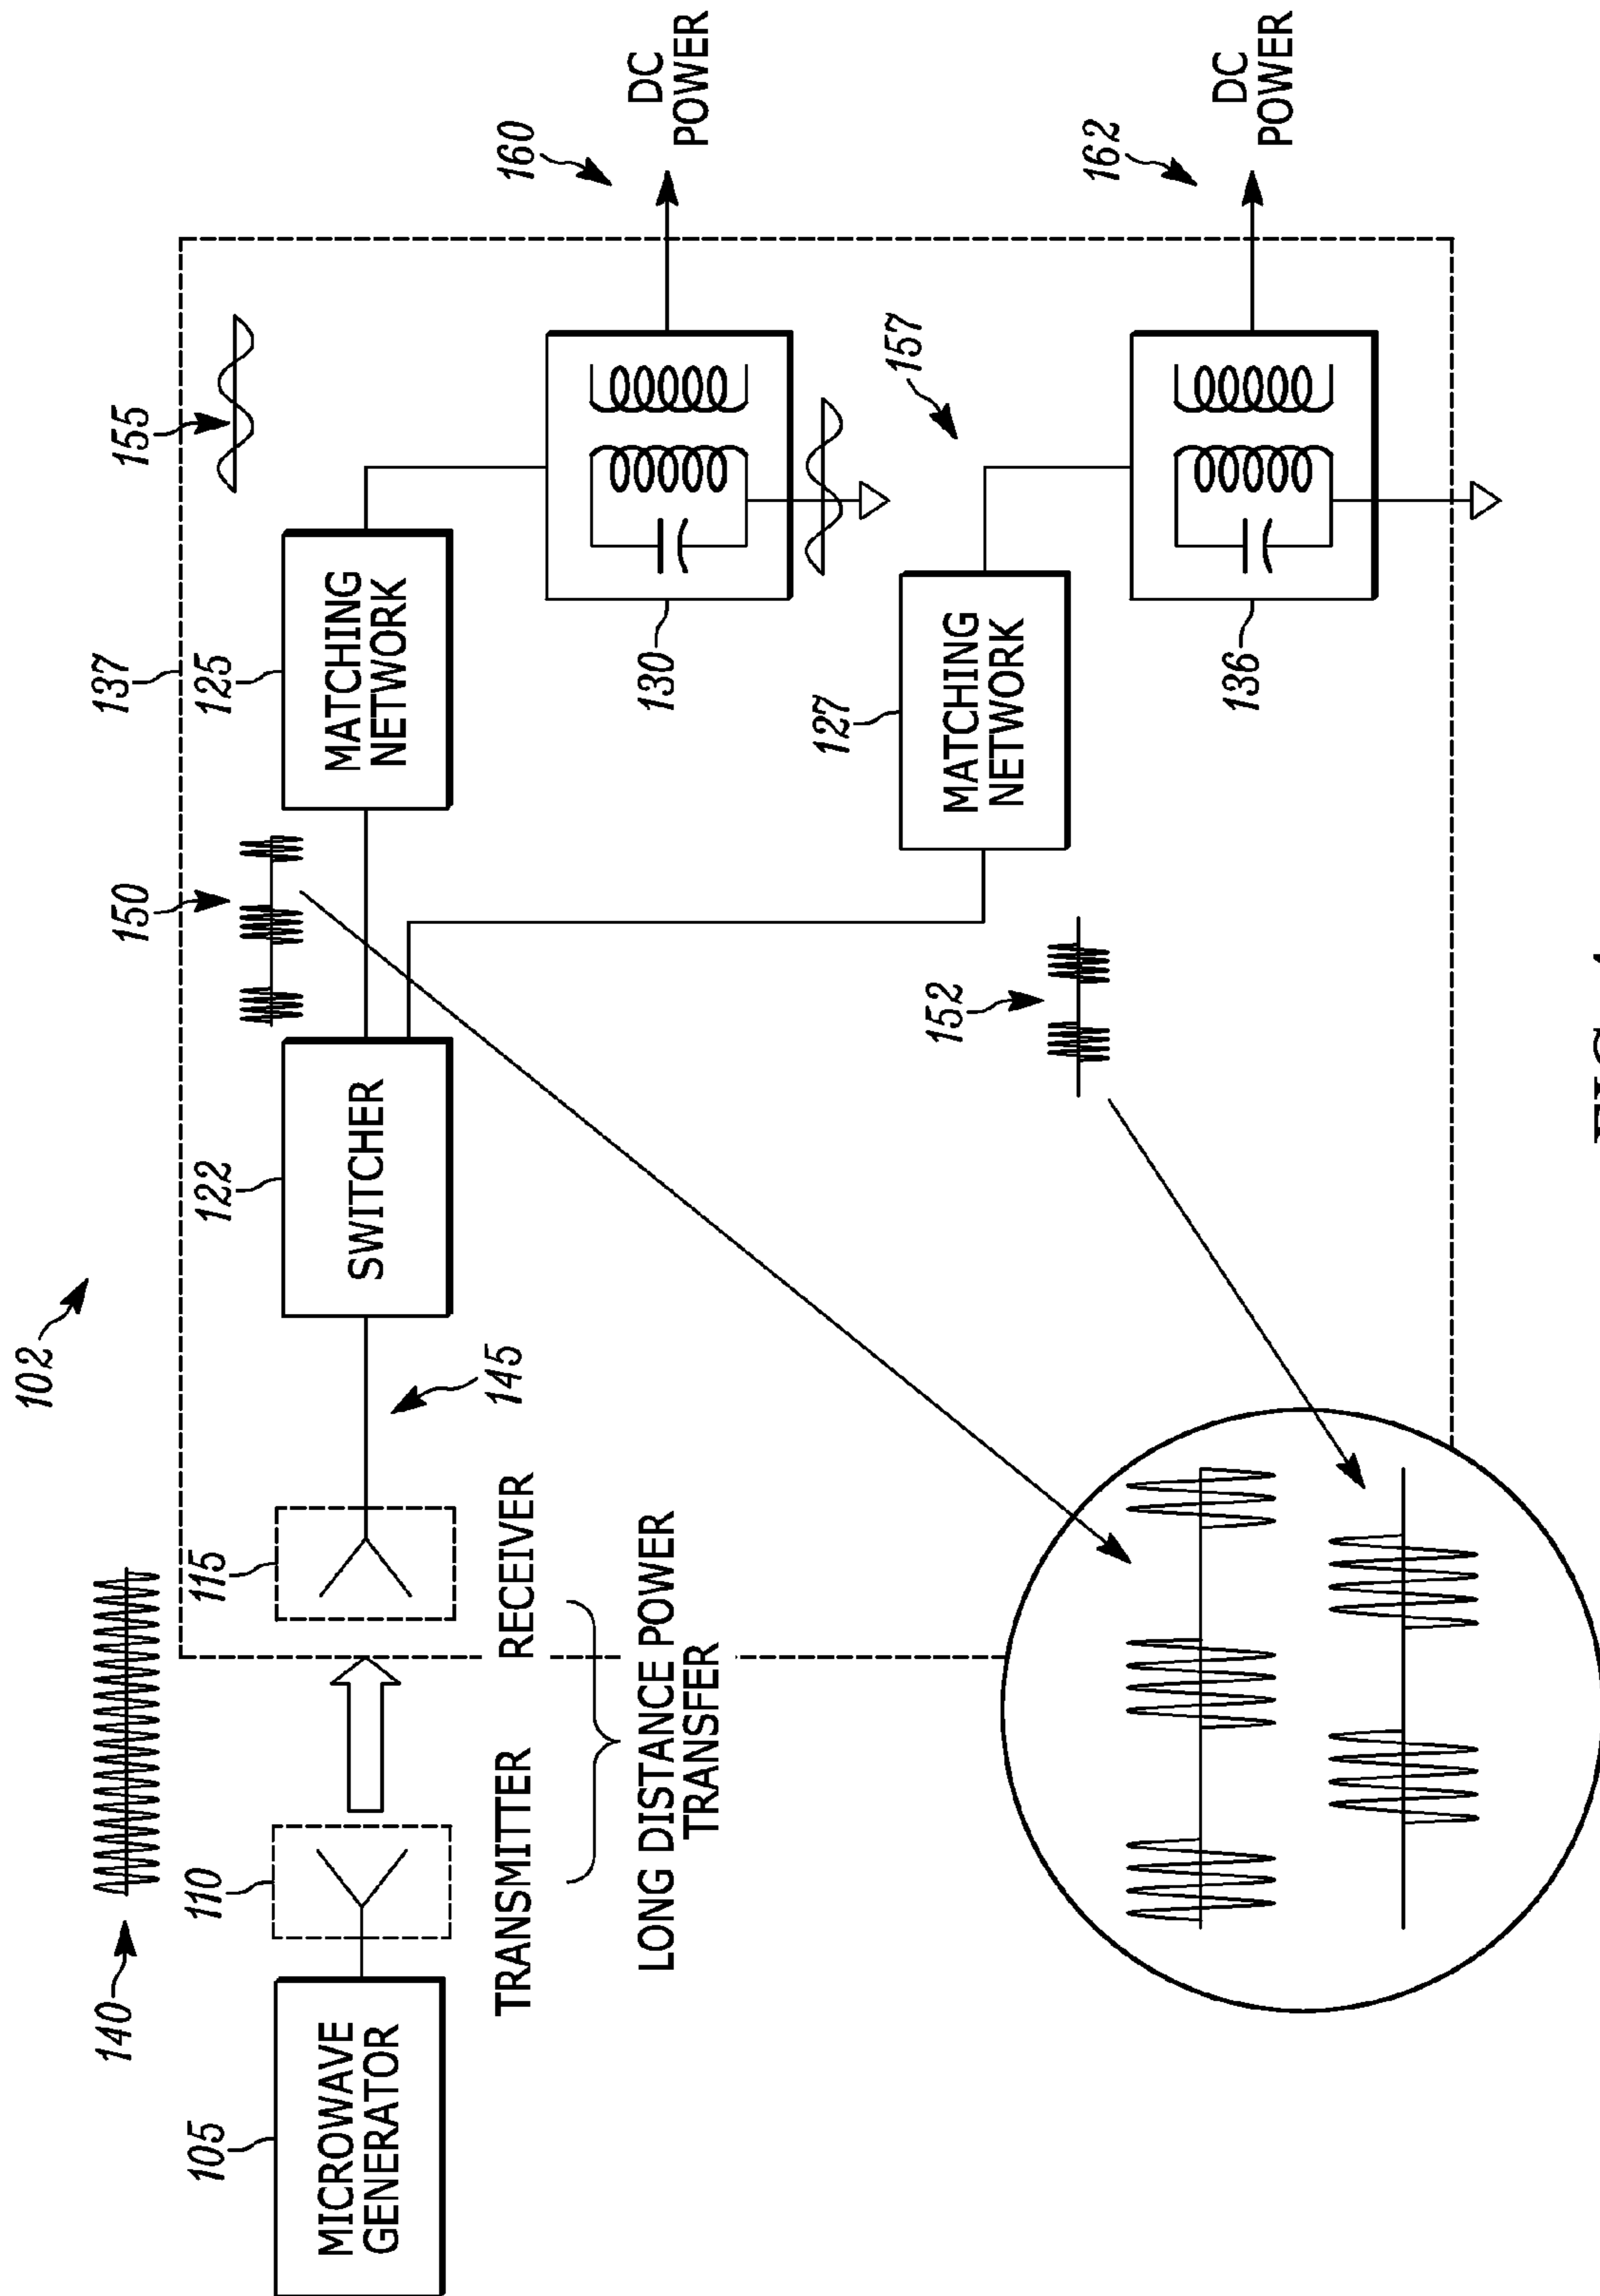 102
140
105
MICROWAVE
GENERATOR
110
TRANSMITTER
115
RECEIVER
LONG DISTANCE POWER
TRANSFER
145
122
SWITCHER
150
137
125
MATCHING
NETWORK
155
152
127
MATCHING
NETWORK
130
157
160
DC
POWER
136
162
DC
POWER